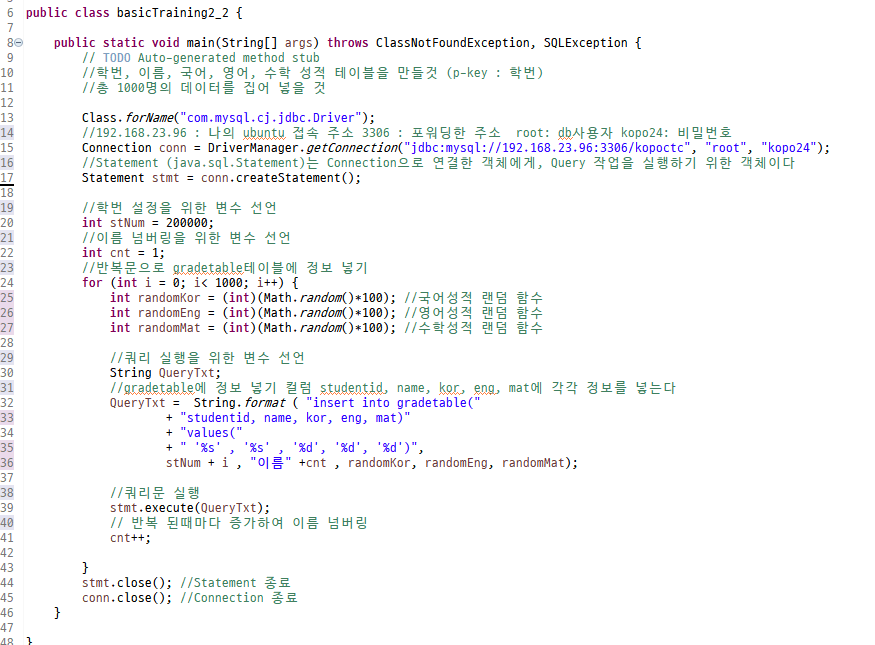 6 public class basicTraining2_2 {
7
8 public static void main(String[] args) throws ClassNotFoundException, SQLException {
9 // TODO Auto-generated method stub
10 //학번, 이름, 국어, 영어, 수학 성적 테이블을 만들것 (p-key : 학번)
11 //총 1000명의 데이터를 집어 넣을 것
12
13 Class.forName("com.mysql.cj.jdbc.Driver");
14 //192.168.23.96 : 나의 ubuntu 접속 주소 3306 : 포워딩한 주소  root: db사용자 kopo24: 비밀번호
15 Connection conn = DriverManager.getConnection("jdbc:mysql://192.168.23.96:3306/kopoctc", "root", "kopo24");
16 //Statement (java.sql.Statement)는 Connection으로 연결한 객체에게, Query 작업을 실행하기 위한 객체이다
17 Statement stmt = conn.createStatement();
18
19 //학번 설정을 위한 변수 선언
20 int stNum = 200000;
21 //이름 넘버링을 위한 변수 선언
22 int cnt = 1;
23 //반복문으로 gradetable테이블에 정보 넣기
24 for (int i = 0; i< 1000; i++) {
25 int randomKor = (int)(Math.random()*100); //국어성적 랜덤 함수
26 int randomEng = (int)(Math.random()*100); //영어성적 랜덤 함수
27 int randomMat = (int)(Math.random()*100); //수학성적 랜덤 함수
28
29 //쿼리 실행을 위한 변수 선언
30 String QueryTxt;
31 //gradetable에 정보 넣기 컬럼 studentid, name, kor, eng, mat에 각각 정보를 넣는다
32 QueryTxt =  String.format ( "insert into gradetable("
33 + "studentid, name, kor, eng, mat)"
34 + "values("
35 + " '%s' , '%s' , '%d', '%d', '%d')",
36 stNum + i , "이름" +cnt , randomKor, randomEng, randomMat);
37
38 //쿼리문 실행
39 stmt.execute(QueryTxt);
40 // 반복 된때마다 증가하여 이름 넘버링
41 cnt++;
42
43 }
44 stmt.close(); //Statement 종료
45 conn.close(); //Connection 종료
46 }
47
48 }